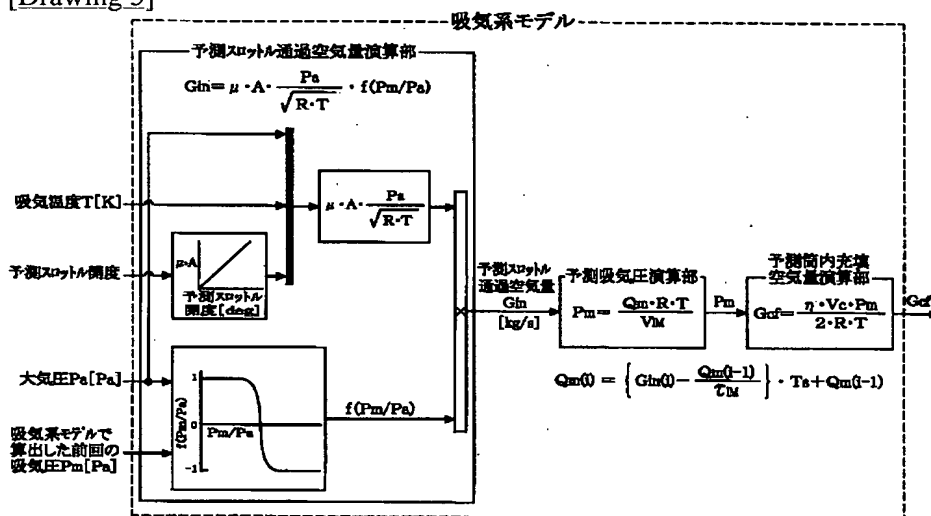 [Drawing 3]
吸気系モデル
予測スロットル通過空気量演算部
Gin=μ・A・Pa/√R・T・f(Pm/Pa)
吸気温度T[K]
μ・A・Pa/√R・T
予測スロットル開度
μ・A
予測スロットル
開度[deg]
予測スロットル
通過空気量
Gin
[kg/s]
予測吸気圧演算部
Pm=Qm・R・T/VIM
Pm
予測筒内充填
空気量演算部
Gcf=η・Vc・Pm/2・R・T
Gcf
Qm(i)={Gin(i)-Qm(i-1)/τIM}・Ts+Qm(i-1)
大気圧Pa[Pa]
吸気系モデルで
算出した前回の
吸気圧Pm[Pa]
f(Pm/Pa)
1
0
-1
Pm/Pa
f(Pm/Pa)